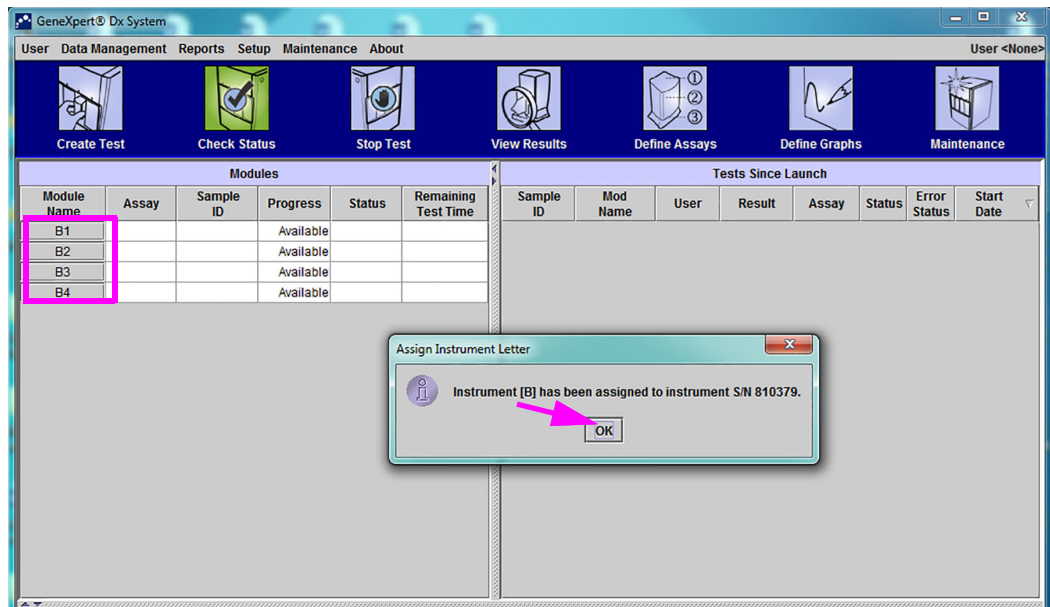 GeneXpert® Dx System
User Data Management Reports Setup Maintenance About User <None>
Create Test Check Status Stop Test View Results Define Assays Define Graphs Maintenance
1
2
3
Modules Tests Since Launch
Module Name Assay Sample ID Progress Status Remaining Test Time Sample ID Mod Name User Result Assay Status Error Status Start Date
B1 Available
B2 Available
B3 Available
B4 Available
Assign Instrument Letter
Instrument [B] has been assigned to instrument S/N 810379.
OK